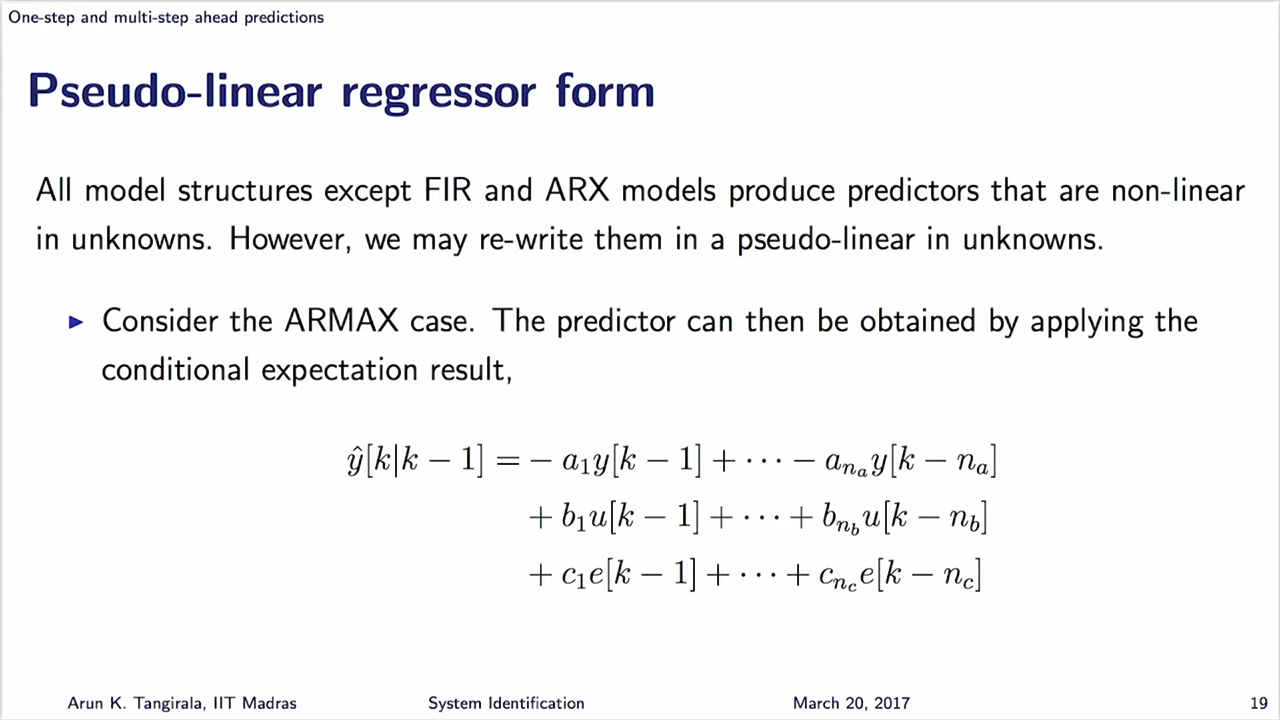 One-step and multi-step ahead predictions
Pseudo-linear regressor form
All model structures except FIR and ARX models produce predictors that are non-linear
in unknowns. However, we may re-write them in a pseudo-linear in unknowns.
▶ Consider the ARMAX case. The predictor can then be obtained by applying the
conditional expectation result,
ŷ[k|k − 1] = − a₁y[k − 1] + ⋯ − a_{n_a}y[k − n_a]
+ b₁u[k − 1] + ⋯ + b_{n_b}u[k − n_b]
+ c₁e[k − 1] + ⋯ + c_{n_c}e[k − n_c]
Arun K. Tangirala, IIT Madras System Identification March 20, 2017 19